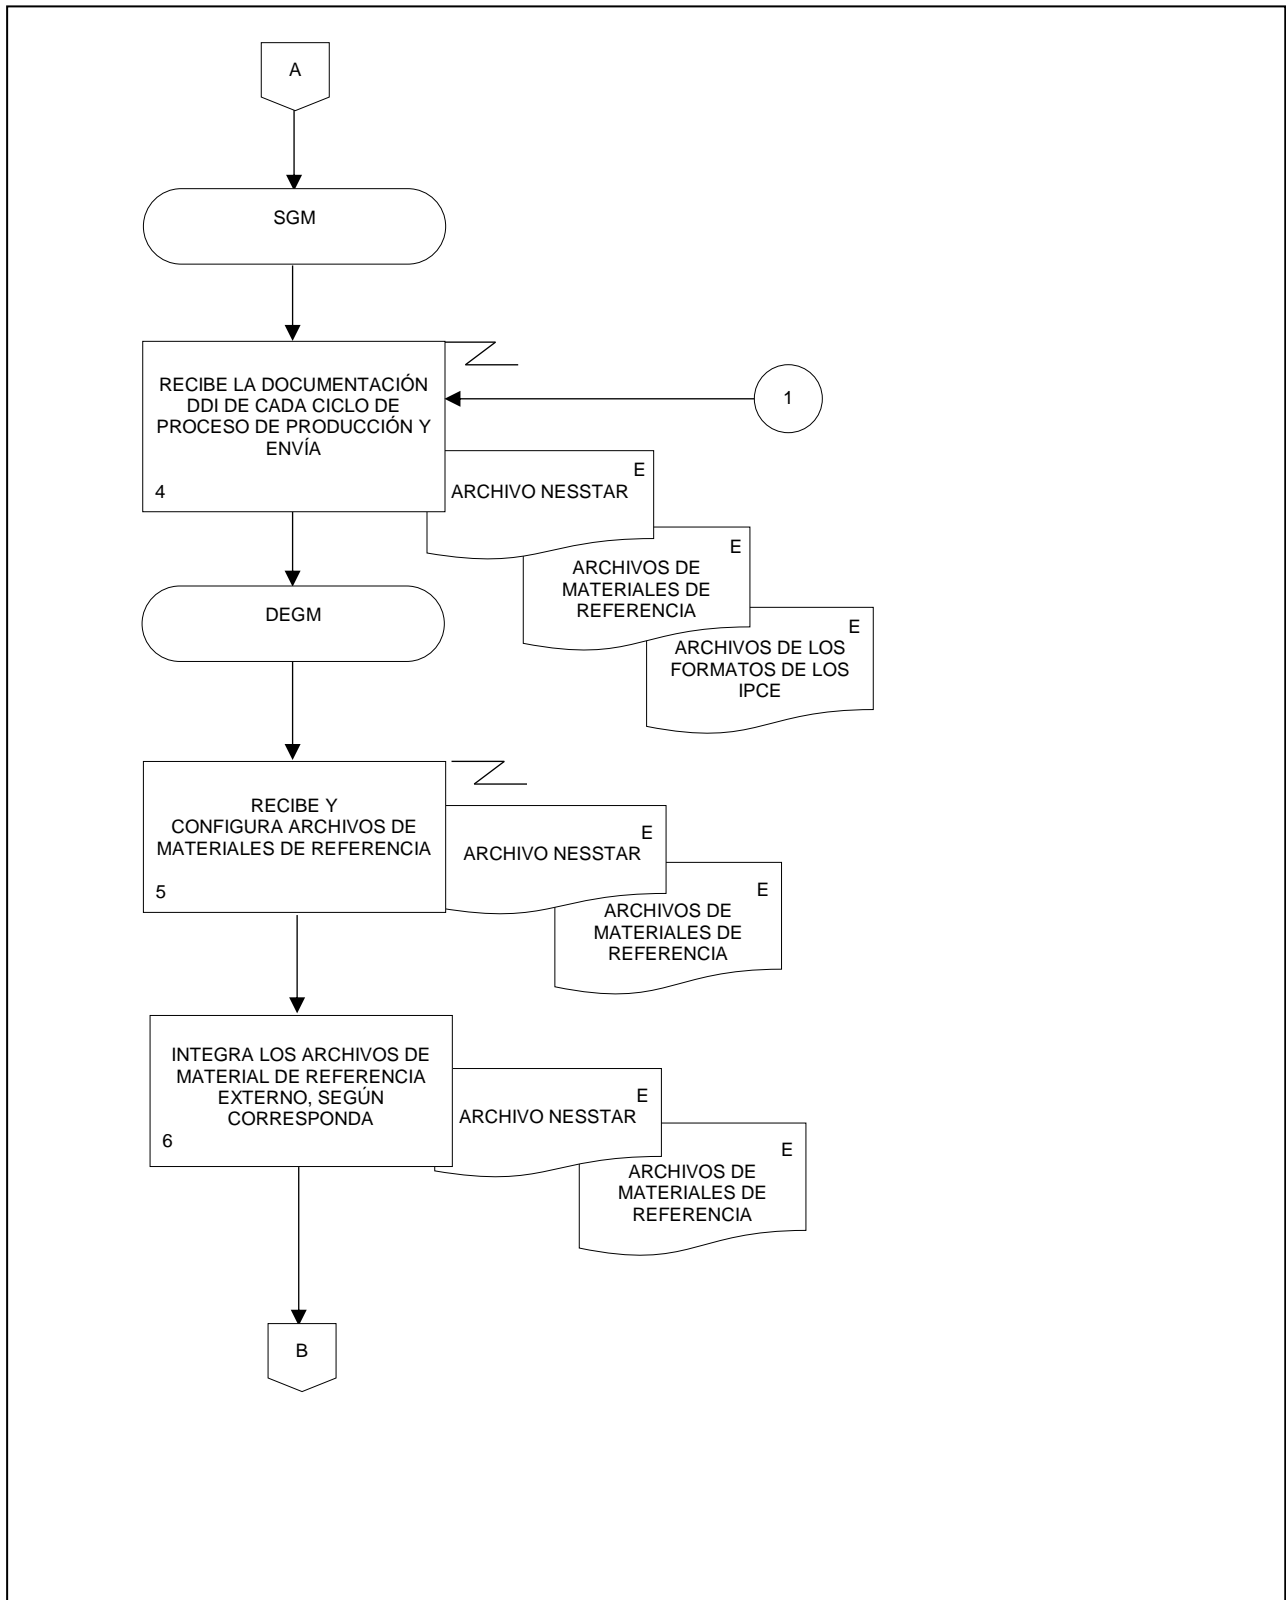 A
SGM
RECIBE LA DOCUMENTACIÓN
DDI DE CADA CICLO DE
PROCESO DE PRODUCCIÓN Y
ENVÍA
4
1
E
ARCHIVO NESSTAR
E
ARCHIVOS DE
MATERIALES DE
REFERENCIA
E
ARCHIVOS DE LOS
FORMATOS DE LOS
IPCE
DEGM
RECIBE Y
CONFIGURA ARCHIVOS DE
MATERIALES DE REFERENCIA
5
E
ARCHIVO NESSTAR
E
ARCHIVOS DE
MATERIALES DE
REFERENCIA
INTEGRA LOS ARCHIVOS DE
MATERIAL DE REFERENCIA
EXTERNO, SEGÚN
CORRESPONDA
6
E
ARCHIVO NESSTAR
E
ARCHIVOS DE
MATERIALES DE
REFERENCIA
B